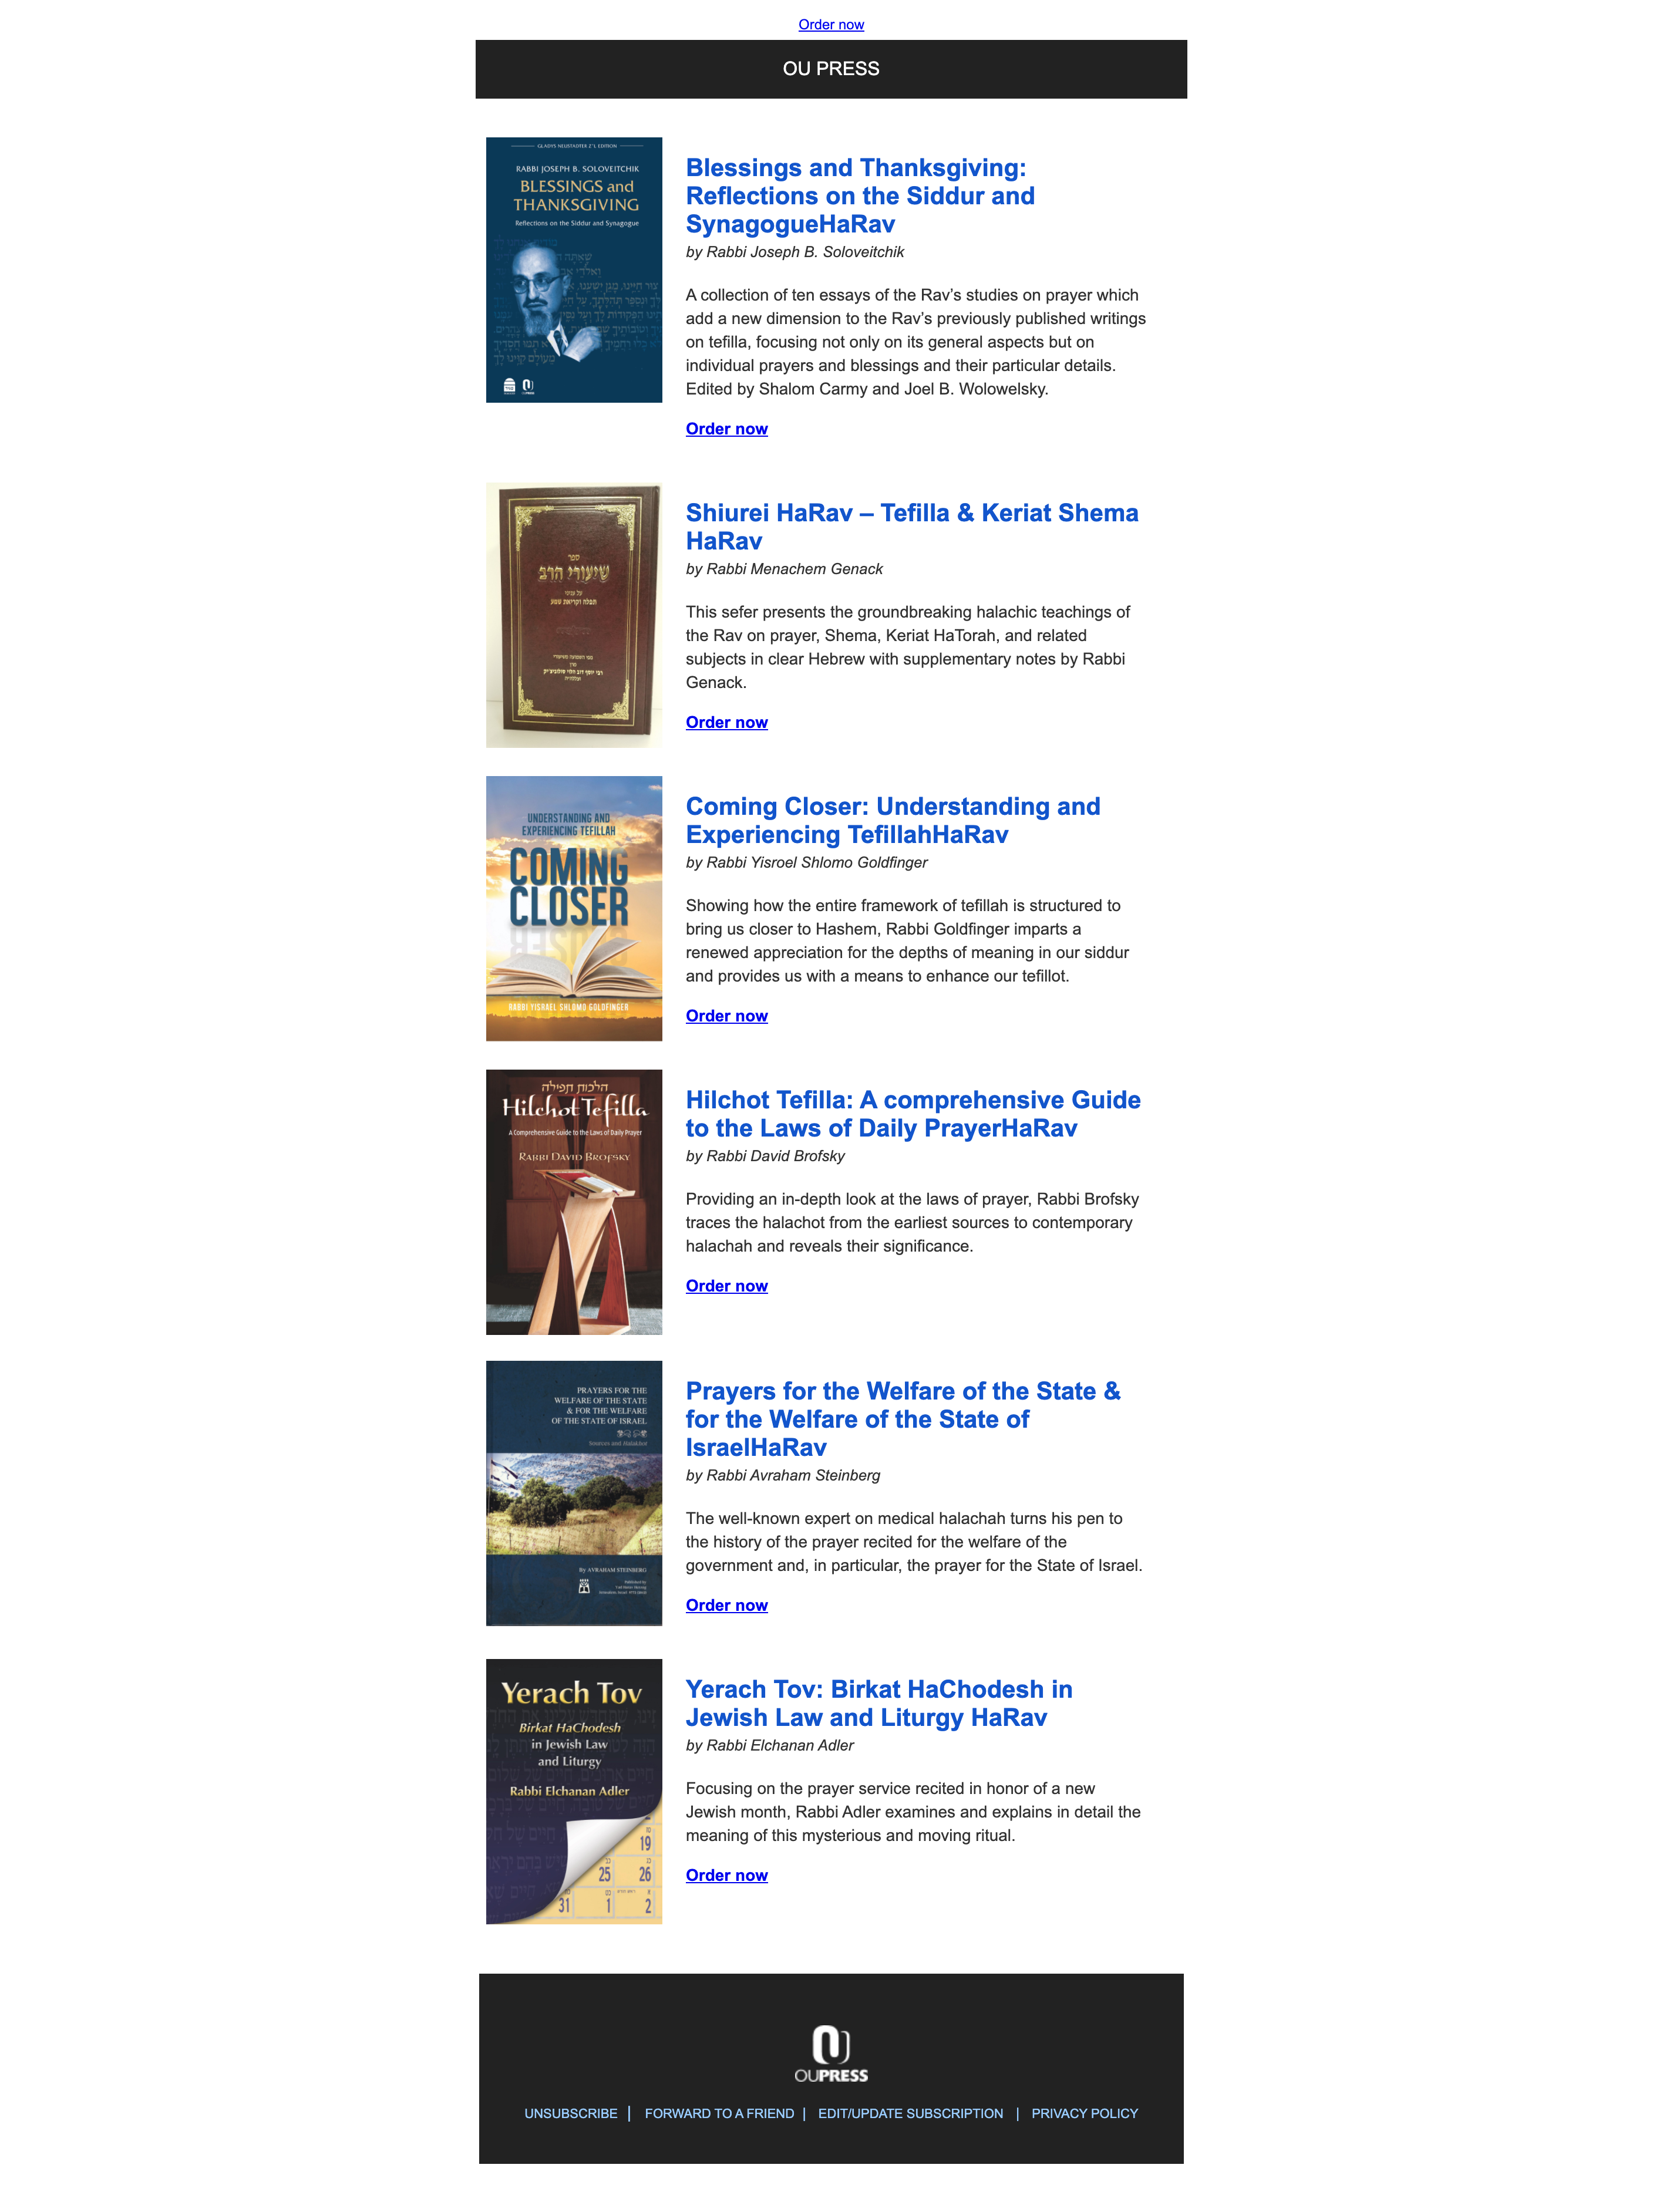 Order now
OU PRESS
GLADYS NEUSTADTER Z"L EDITION
RABBI JOSEPH B. SOLOVEITCHIK
BLESSINGS and
THANKSGIVING
Reflections on the Siddur and Synagogue
OUPRESS
Blessings and Thanksgiving:
Reflections on the Siddur and
SynagogueHaRav
by Rabbi Joseph B. Soloveitchik
A collection of ten essays of the Rav’s studies on prayer which
add a new dimension to the Rav’s previously published writings
on tefilla, focusing not only on its general aspects but on
individual prayers and blessings and their particular details.
Edited by Shalom Carmy and Joel B. Wolowelsky.
Order now
ספר
שיעורי הרב
על עניני
תפלה וקריאת שמע
Shiurei HaRav – Tefilla & Keriat Shema
HaRav
by Rabbi Menachem Genack
This sefer presents the groundbreaking halachic teachings of
the Rav on prayer, Shema, Keriat HaTorah, and related
subjects in clear Hebrew with supplementary notes by Rabbi
Genack.
Order now
UNDERSTANDING AND
EXPERIENCING TEFILLAH
COMING
CLOSER
RABBI YISRAEL SHLOMO GOLDFINGER
Coming Closer: Understanding and
Experiencing TefillahHaRav
by Rabbi Yisroel Shlomo Goldfinger
Showing how the entire framework of tefillah is structured to
bring us closer to Hashem, Rabbi Goldfinger imparts a
renewed appreciation for the depths of meaning in our siddur
and provides us with a means to enhance our tefillot.
Order now
הלכות תפילה
Hilchot Tefilla
A Comprehensive Guide to the Laws of Daily Prayer
RABBI DAVID BROFSKY
Hilchot Tefilla: A comprehensive Guide
to the Laws of Daily PrayerHaRav
by Rabbi David Brofsky
Providing an in-depth look at the laws of prayer, Rabbi Brofsky
traces the halachot from the earliest sources to contemporary
halachah and reveals their significance.
Order now
PRAYERS FOR THE
WELFARE OF THE STATE
& FOR THE WELFARE
OF THE STATE OF ISRAEL
Sources and Halakhot
By AVRAHAM STEINBERG
Prayers for the Welfare of the State &
for the Welfare of the State of
IsraelHaRav
by Rabbi Avraham Steinberg
The well-known expert on medical halachah turns his pen to
the history of the prayer recited for the welfare of the
government and, in particular, the prayer for the State of Israel.
Order now
Yerach Tov
Birkat HaChodesh
in Jewish Law
and Liturgy
Rabbi Elchanan Adler
19
25 26
31 1 2
Yerach Tov: Birkat HaChodesh in
Jewish Law and Liturgy HaRav
by Rabbi Elchanan Adler
Focusing on the prayer service recited in honor of a new
Jewish month, Rabbi Adler examines and explains in detail the
meaning of this mysterious and moving ritual.
Order now
OUPRESS
UNSUBSCRIBE | FORWARD TO A FRIEND | EDIT/UPDATE SUBSCRIPTION | PRIVACY POLICY